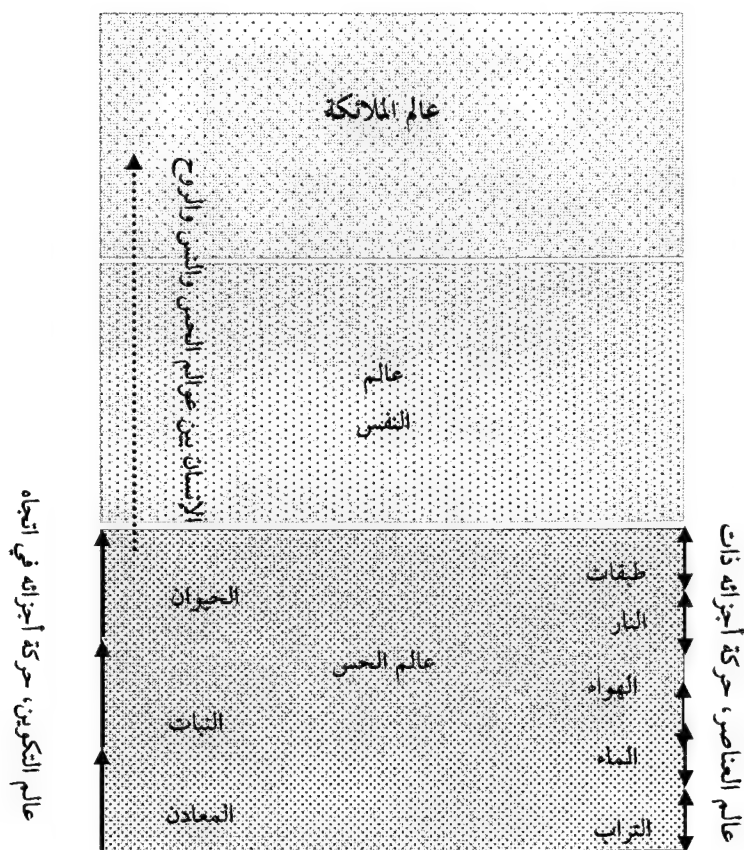 عالم الملائكة
الإنسان بين عوالم الحس والنفس والروح
عالم
النفس
عالم العناصر، حركة أجزائه ذات
طبقات
النار
الهواء
الماء
التراب
عالم الحس
الحيوان
النبات
المعادن
عالم التكوين، حركة أجزائه في اتجاه